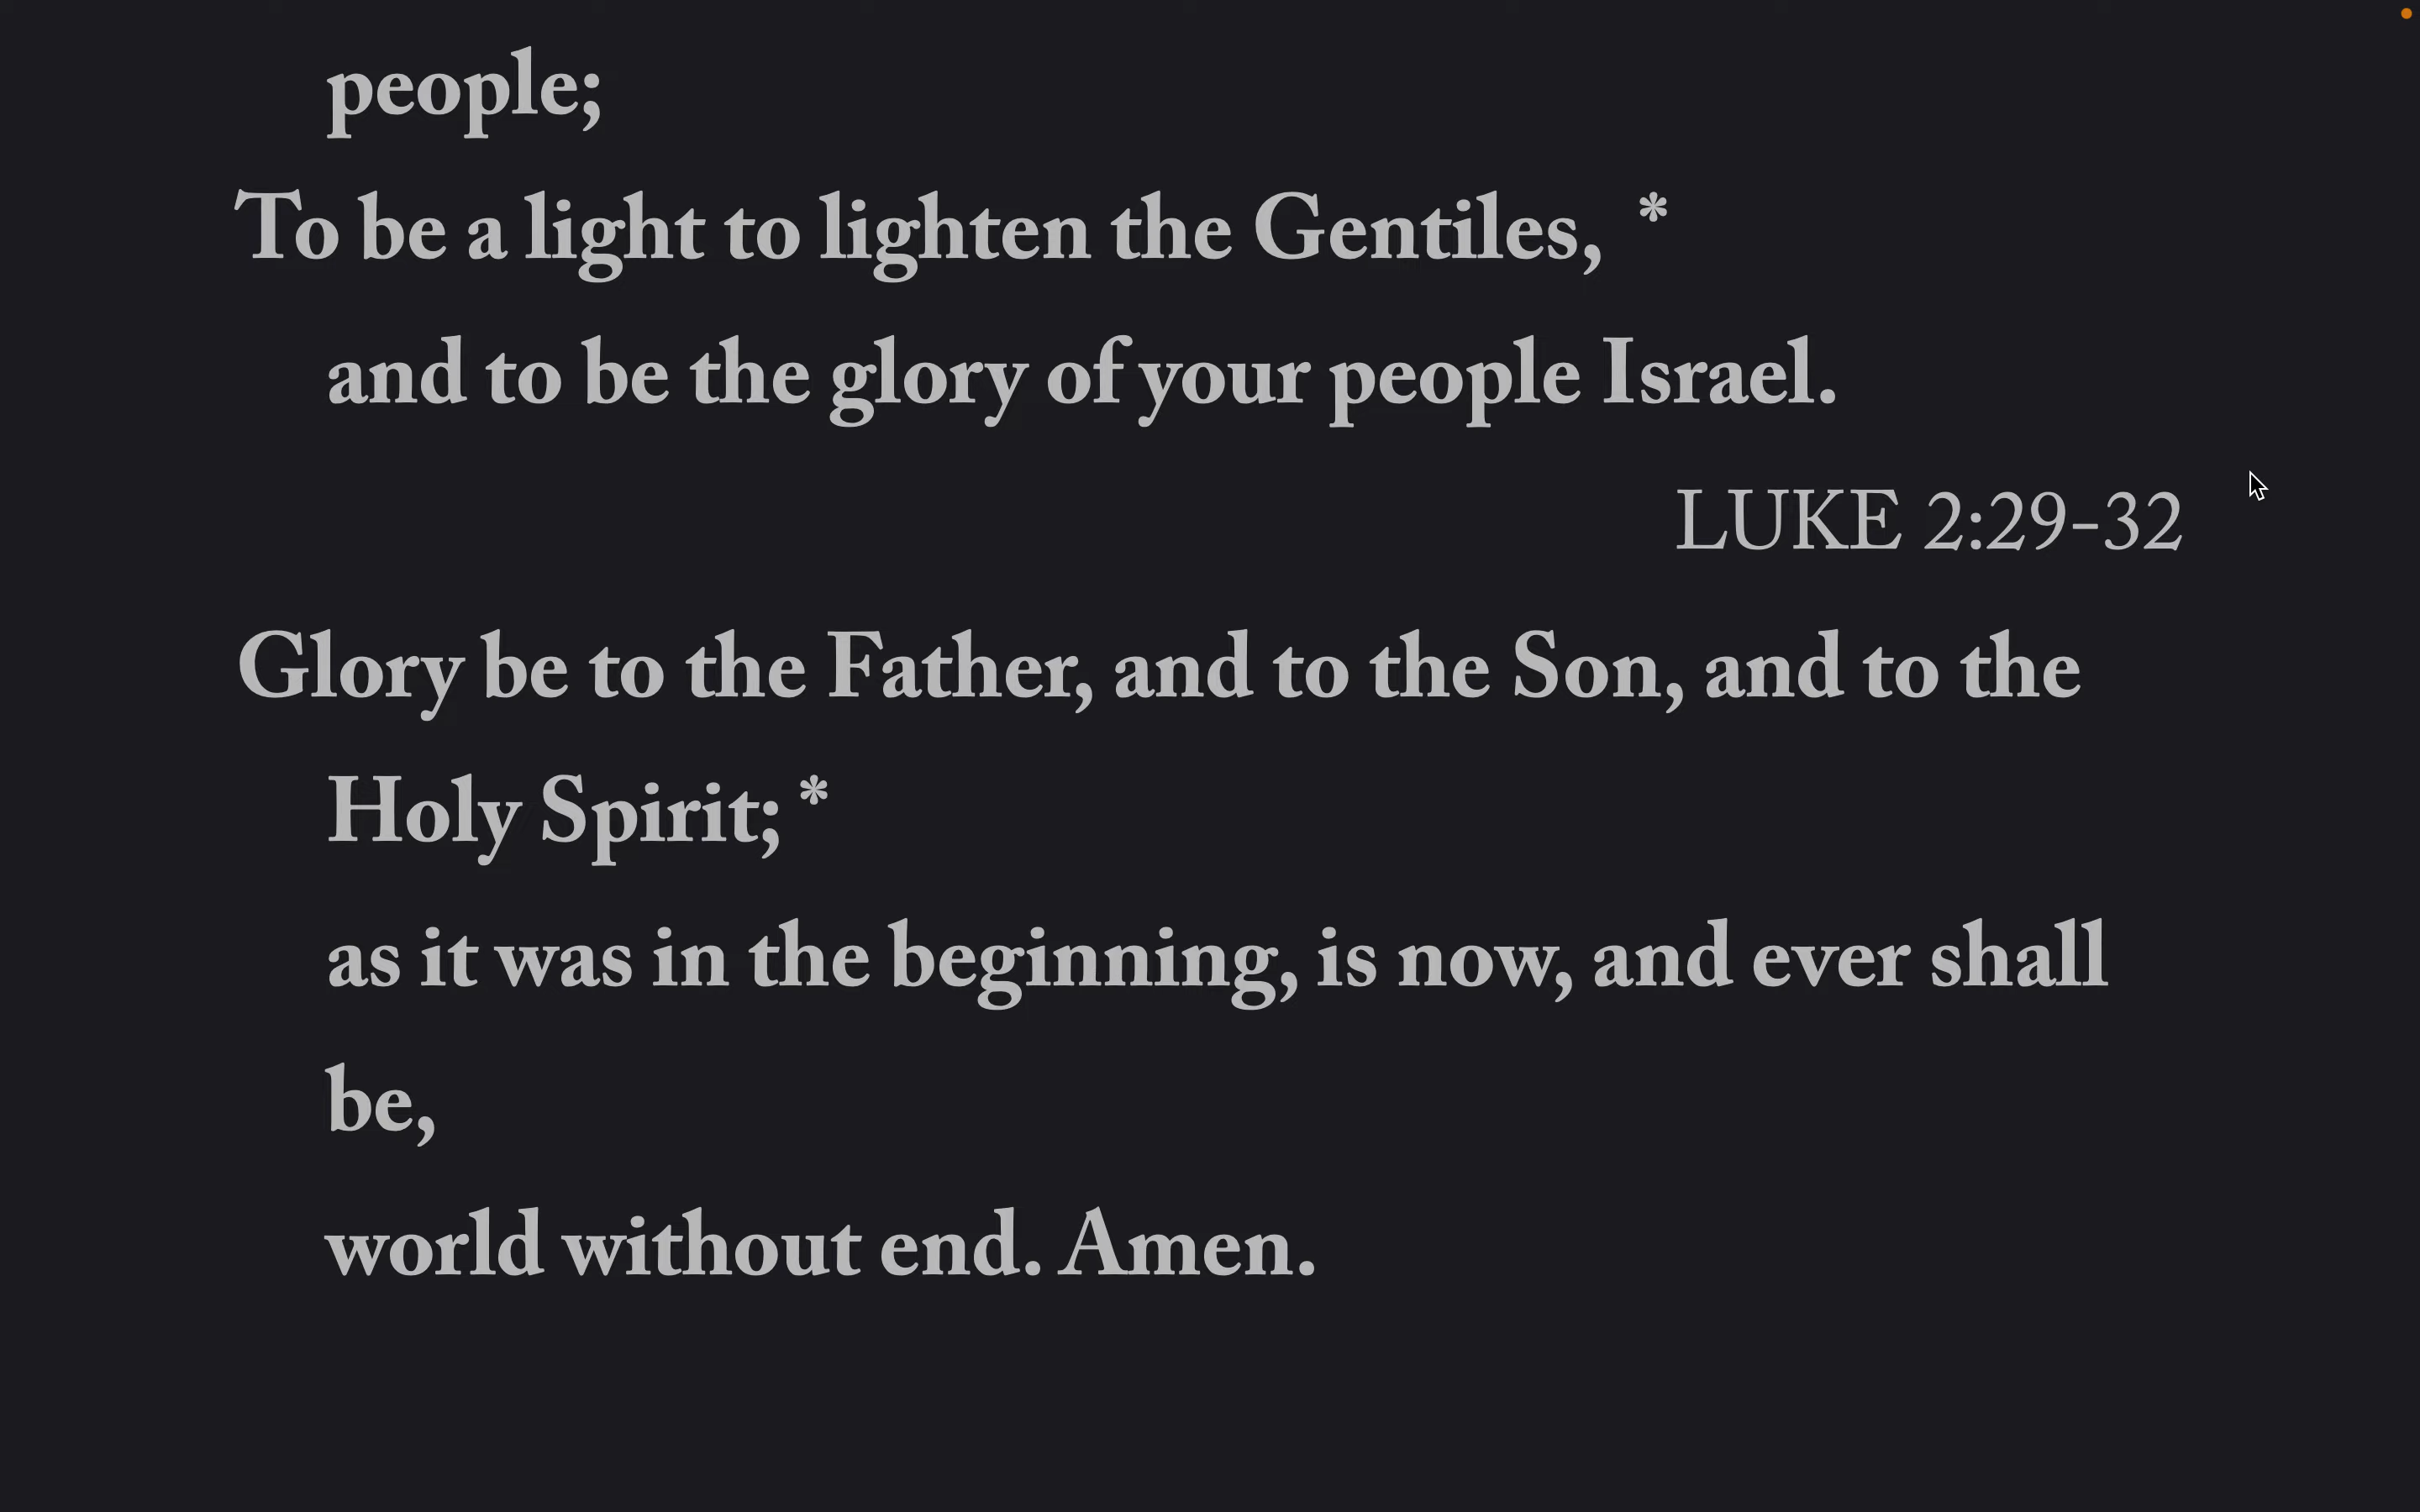 people;
To be a light to lighten the Gentiles, *
and to be the glory of you people Israel.
LUKE 2:29–32
Glory be to the Father, and to the Son, and to the
Holy Spirit; *
as it was in the beginning, is now, and ever shall
be,
world without end. Amen.